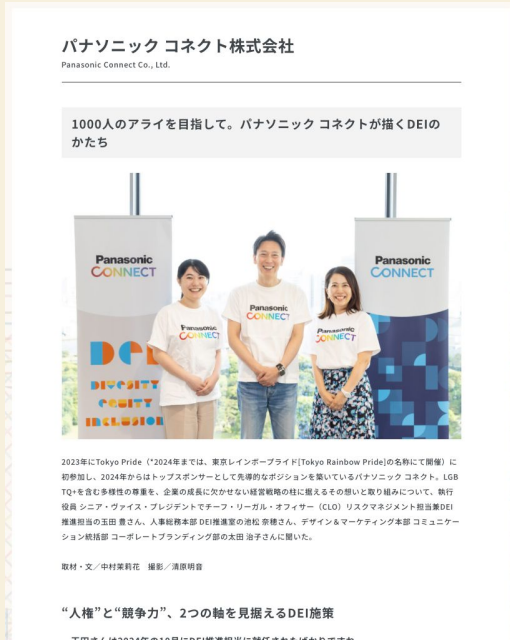 パナソニック コネクト株式会社
Panasonic Connect Co., Ltd.
1000人のアライを目指して。パナソニック コネクトが描くDEIの
かたち
Panasonic
CONNECT
Panasonic
CONNECT
Panasonic
CONNECT
Panasonic
CONNECT
Panasonic
CONNECT
DEI
DIVERSITY
EQUITY
INCLUSION
2023年にTokyo Pride（*2024年までは、東京レインボープライド[Tokyo Rainbow Pride]の名称にて開催）に
初参加し、2024年からはトップスポンサーとして先導的なポジションを築いているパナソニック コネクト。LGB
TQ+を含む多様性の尊重を、企業の成長に欠かせない経営戦略の柱に据えるその想いと取り組みについて、執行
役員 シニア・ヴァイス・プレジデントでチーフ・リーガル・オフィサー（CLO）リスクマネジメント担当兼DEI
推進担当の玉田 豊さん、人事総務本部 DEI推進室の池松 奈穂さん、デザイン＆マーケティング本部 コミュニケー
ション統括部 コーポレートブランディング部の太田 治子さんに聞いた。
取材・文／中村茉莉花　撮影／清原明音
“人権”と“競争力”、2つの軸を見据えるDEI施策